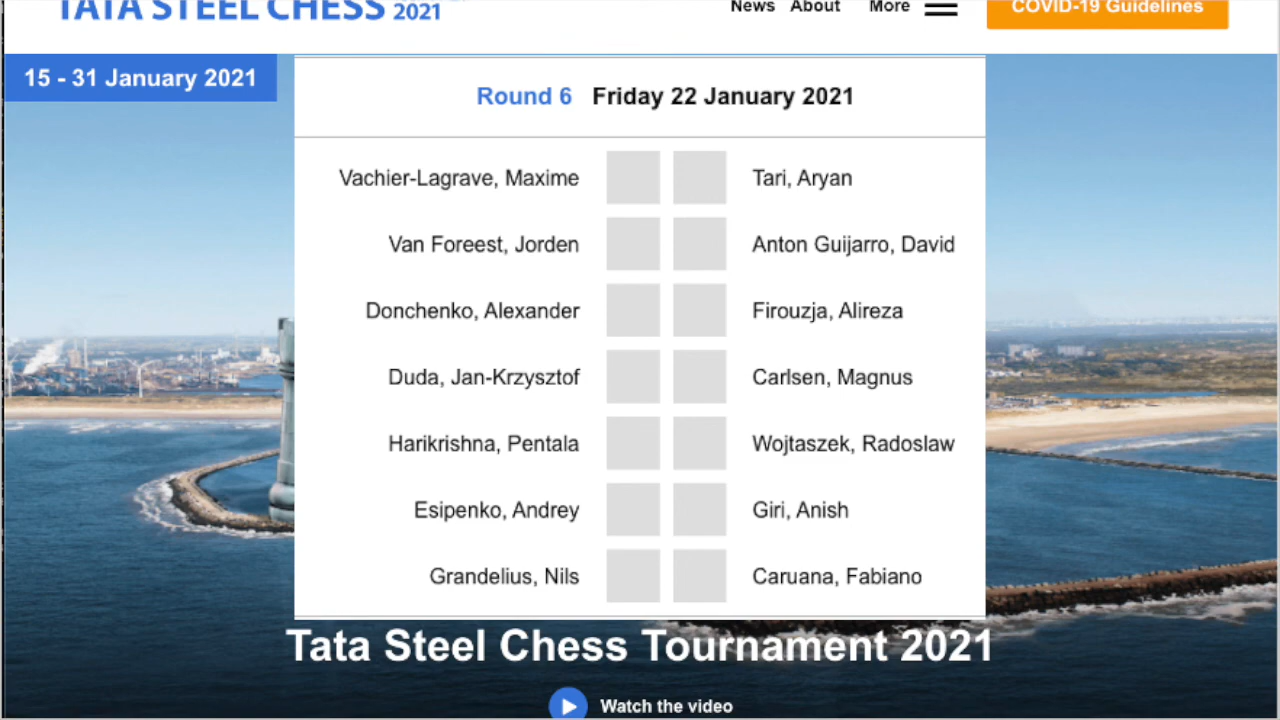 TATA STEEL CHESS 2021
News About More
COVID-19 Guidelines
15 - 31 January 2021
Round 6 Friday 22 January 2021
Vachier-Lagrave, Maxime Tari, Aryan
Van Foreest, Jorden Anton Guijarro, David
Donchenko, Alexander Firouzja, Alireza
Duda, Jan-Krzysztof Carlsen, Magnus
Harikrishna, Pentala Wojtaszek, Radoslaw
Esipenko, Andrey Giri, Anish
Grandelius, Nils Caruana, Fabiano
Tata Steel Chess Tournament 2021
Watch the video